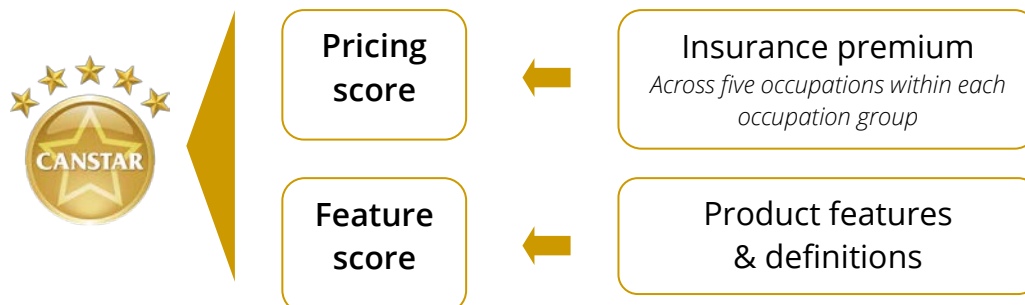 CANSTAR
Pricing
score
Insurance premium
Across five occupations within each
occupation group
Feature
score
Product features
& definitions